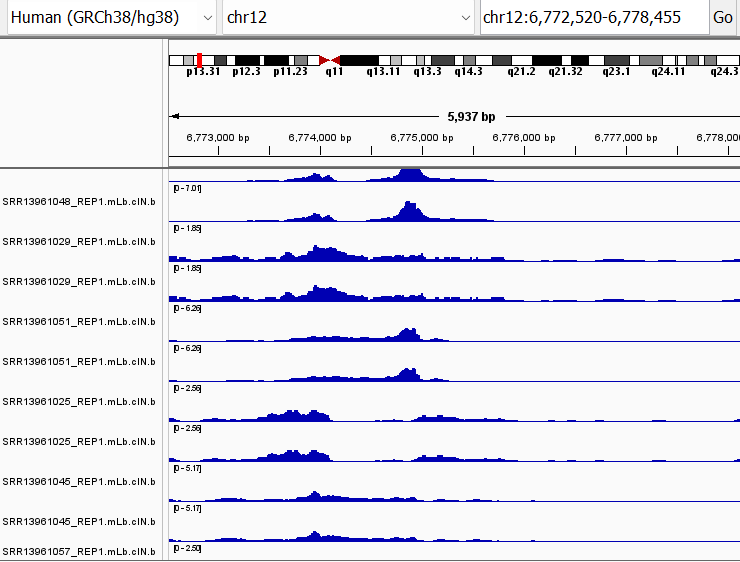 Human (GRCh38/hg38) chr12 chr12:6,772,520-6,778,455 Go
p13.31 p12.3 p11.23 q11 q13.11 q13.3 q14.3 q21.2 q21.32 q23.1 q24.11 q24.3
5,937 bp
6,773,000 bp 6,774,000 bp 6,775,000 bp 6,776,000 bp 6,777,000 bp 6,778,0
[0 - 7.01]
SRR13961048_REP1.mLb.clN.b
[0 - 1.85]
SRR13961029_REP1.mLb.clN.b
[0 - 1.85]
SRR13961029_REP1.mLb.clN.b
[0 - 6.26]
SRR13961051_REP1.mLb.clN.b
[0 - 6.26]
SRR13961051_REP1.mLb.clN.b
[0 - 2.56]
SRR13961025_REP1.mLb.clN.b
[0 - 2.56]
SRR13961025_REP1.mLb.clN.b
[0 - 5.17]
SRR13961045_REP1.mLb.clN.b
[0 - 5.17]
SRR13961045_REP1.mLb.clN.b
[0 - 2.50]
SRR13961057_REP1.mLb.clN.b